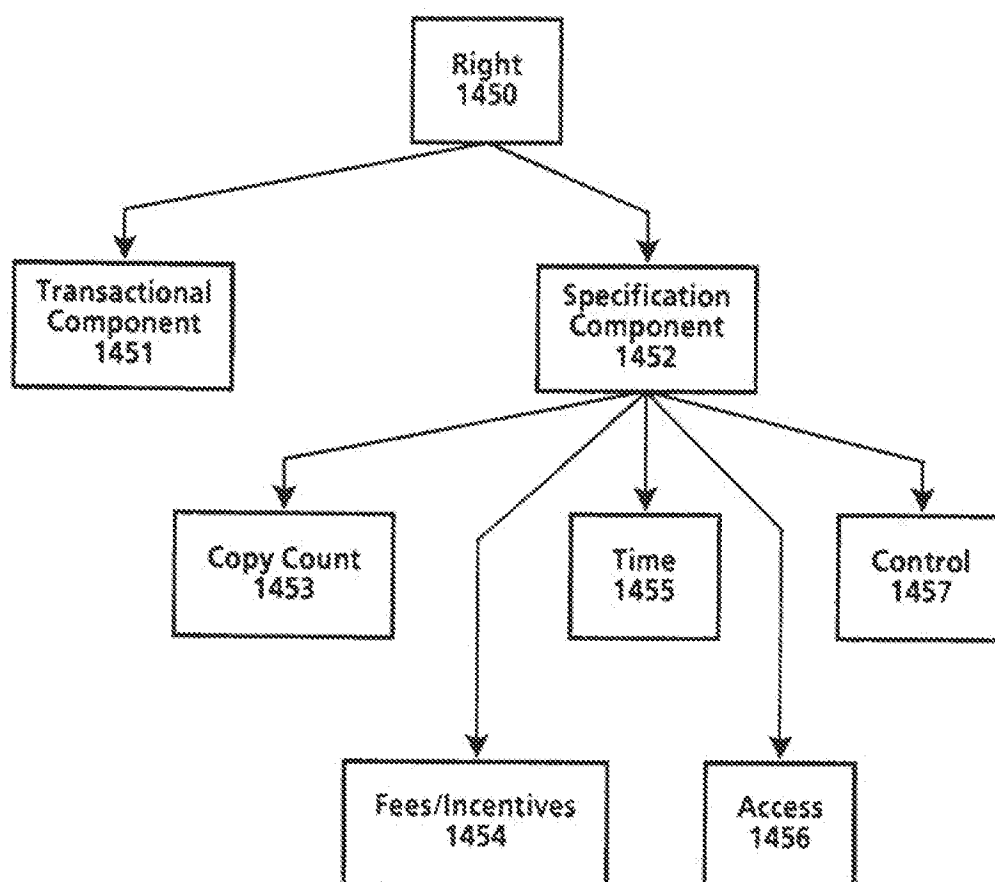 Right
1450
Transactional
Component
1451
Specification
Component
1452
Copy Count
1453
Time
1455
Control
1457
Fees/Incentives
1454
Access
1456